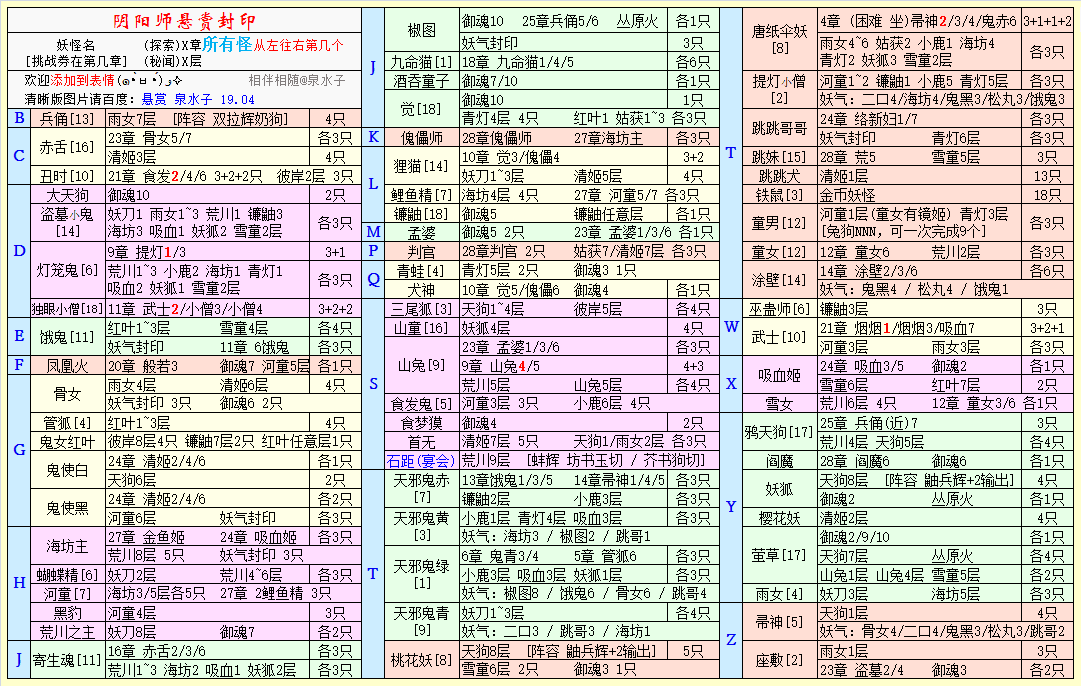 阴阳师悬赏封印
妖怪名 (探索)X章所有怪从左往右第几个
[挑战券在第几章] (秘闻)X层
欢迎添加到表情(๑•̀ㅂ•́)و✧ 相伴相随@泉水子
清晰版图片请百度: 悬赏 泉水子 19.04
B 兵俑[13] 雨女7层 [阵容 双拉辉奶狗] 4只
C 赤舌[16] 23章 骨女5/7 各3只
清姬3层 4只
丑时[10] 21章 食发2/4/6 3+2+2只 彼岸2层 3只
D 大天狗 御魂10 2只
盗墓小鬼[14] 妖刀1 雨女1~3 荒川1 镰鼬3
海坊3 吸血1 妖狐2 雪童2层 各3只
灯笼鬼[6] 9章 提灯1/3 3+1
荒川1~3 小鹿2 海坊1 青灯1
吸血2 妖狐1 雪童2层 各3只
独眼小僧[18] 11章 武士2/小僧3/小僧4 3+2+2
E 饿鬼[11] 红叶1~3层 雪童4层 各4只
妖气封印 11章 6饿鬼 各3只
F 凤凰火 20章 般若3 御魂7 河童5层 各1只
G 骨女 雨女4层 清姬6层 4只
妖气封印 3只 御魂6 2只
管狐[4] 红叶1~3层 4只
鬼女红叶 彼岸8层4只 镰鼬7层2只 红叶任意层1只
鬼使白 24章 清姬2/4/6 各1只
天狗6层 2只
鬼使黑 24章 清姬2/4/6 各2只
河童6层 妖气封印 各3只
H 海坊主 27章 金鱼姬 24章 吸血姬 各3只
荒川8层 5只 妖气封印 3只
蝴蝶精[6] 妖刀2层 荒川4~6层 各3只
河童[7] 海坊3/5层各5只 27章 2鲤鱼精 3只
黑豹 河童4层 3只
荒川之主 妖刀8层 御魂7 各2只
J 寄生魂[11] 16章 赤舌2/3/6 各3只
荒川1~3 海坊2 吸血1 妖狐2层 各3只
J 椒图 御魂10 25章兵俑5/6 丛原火 各1只
妖气封印 3只
九命猫[1] 18章 九命猫1/4/5 各6只
酒吞童子 御魂7/10 各1只
觉[18] 御魂10 1只
青灯4层 4只 红叶1 姑获1~3 各3只
K 傀儡师 28章傀儡师 27章海坊主 各3只
L 狸猫[14] 10章 觉3/傀儡4 3+2
妖刀1~3层 清姬5层 4只
鲤鱼精[7] 海坊4层 4只 27章 河童5/7 各3只
镰鼬[18] 御魂5 镰鼬任意层 各1只
M 孟婆 御魂5 2只 23章 孟婆1/3/6 各1只
P 判官 28章判官 2只 姑获7/清姬7层 各3只
Q 青蛙[4] 青灯5层 2只 御魂3 1只
犬神 10章 觉5/傀儡6 御魂4 各1只
S 三尾狐[3] 天狗1~4层 彼岸5层 各4只
山童[16] 妖狐4层 4只
山兔[9] 23章 孟婆1/3/6 各3只
9章 山兔4/5 4+3
荒川5层 山兔5层 各4只
食发鬼[5] 河童3层 3只 小鹿6层 4只
食梦貘 御魂4 2只
首无 清姬7层 5只 天狗1/雨女2层 各3只
石距(宴会) 荒川9层 [蚌辉 坊书玉切 / 芥书狗切]
T 天邪鬼赤[7] 13章饿鬼1/3/5 14章帚神1/4/5 各3只
镰鼬2层 小鹿3层 各3只
天邪鬼黄[3] 小鹿1层 青灯4层 吸血3层 各3只
妖气: 海坊3 / 椒图2 / 跳哥1
天邪鬼绿[1] 6章 鬼青3/4 5章 管狐6 各3只
小鹿3层 吸血3层 妖狐1层 各3只
妖气: 椒图8 / 饿鬼6 / 骨女6 / 跳哥4
天邪鬼青[9] 妖刀1~3层 各4只
妖气: 二口3 / 跳哥3 / 海坊1
桃花妖[8] 天狗8层 [阵容 鼬兵辉+2输出] 5只
雪童6层 2只 御魂3 1只
T 唐纸伞妖[8] 4章 (困难 坐)帚神2/3/4/鬼赤6 3+1+1+2
雨女4~6 姑获2 小鹿1 海坊4
青灯2 妖狐3 雪童2层 各3只
提灯小僧[2] 河童1~2 镰鼬1 小鹿5 青灯5层 各3只
妖气: 二口4/海坊4/鬼黑3/松丸3/饿鬼3
跳跳哥哥 24章 络新妇1/7 各3只
妖气封印 青灯6层 各3只
跳妹[15] 28章 荒5 雪童5层 3只
跳跳犬 清姬1层 13只
铁鼠[3] 金币妖怪 18只
童男[12] 河童1层(童女有镜姬) 青灯3层
[兔狗NNN, 可一次完成9个] 各3只
童女[12] 12章 童女6 荒川2层 各3只
涂壁[14] 14章 涂壁2/3/6 各6只
妖气: 鬼黑4 / 松丸4 / 饿鬼1
W 巫蛊师[6] 镰鼬3层 3只
武士[10] 21章 烟烟1/烟烟3/吸血7 3+2+1
河童3层 雨女3层 各3只
X 吸血姬 24章 吸血3/5 御魂2 各1只
雪童6层 红叶7层 2只
雪女 荒川6层 4只 12章 童女3/6 各1只
Y 鸦天狗[17] 25章 兵俑(近)7 3只
荒川4层 天狗5层 各4只
阎魔 28章 阎魔6 御魂6 各1只
妖狐 天狗8层 [阵容 鼬兵辉+2输出] 4只
御魂2 丛原火 各1只
樱花妖 清姬2层 4只
萤草[17] 御魂2/9/10 各1只
天狗7层 丛原火 各4只
山兔1层 山兔4层 雪童5层 各2只
雨女[4] 妖刀3层 海坊5层 各3只
Z 帚神[5] 天狗1层 4只
妖气: 骨女4/二口4/鬼黑3/松丸3/跳哥2
座敷[2] 雨女1层 3只
23章 盗墓2/4 御魂3 各2只